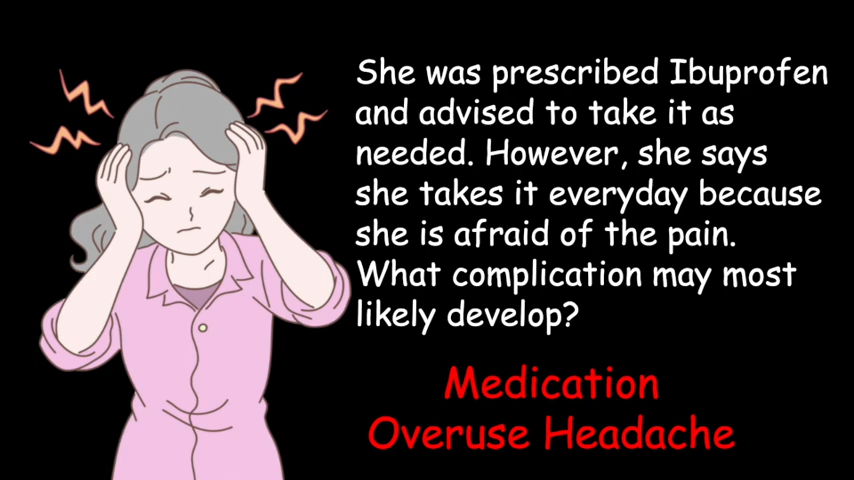 She was prescribed Ibuprofen
and advised to take it as
needed. However, she says
she takes it everyday because
she is afraid of the pain.
What complication may most
likely develop?
Medication
Overuse Headache